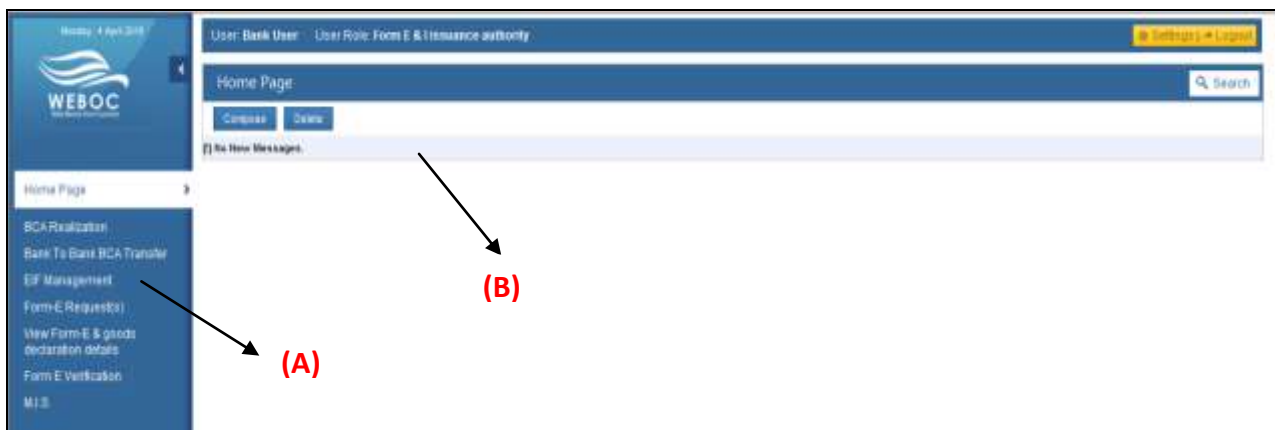 Monday, 4 April 2016
WEBOC
User: Bank User User Role: Form E & I issuance authority
Settings | Logout
Home Page
Search
Compose Delete
No New Messages.
Home Page
BCA Realization
Bank To Bank BCA Transfer
EIF Management
Form-E Request(s)
View Form-E & goods
declaration details
Form E Verification
M.I.S
(A)
(B)